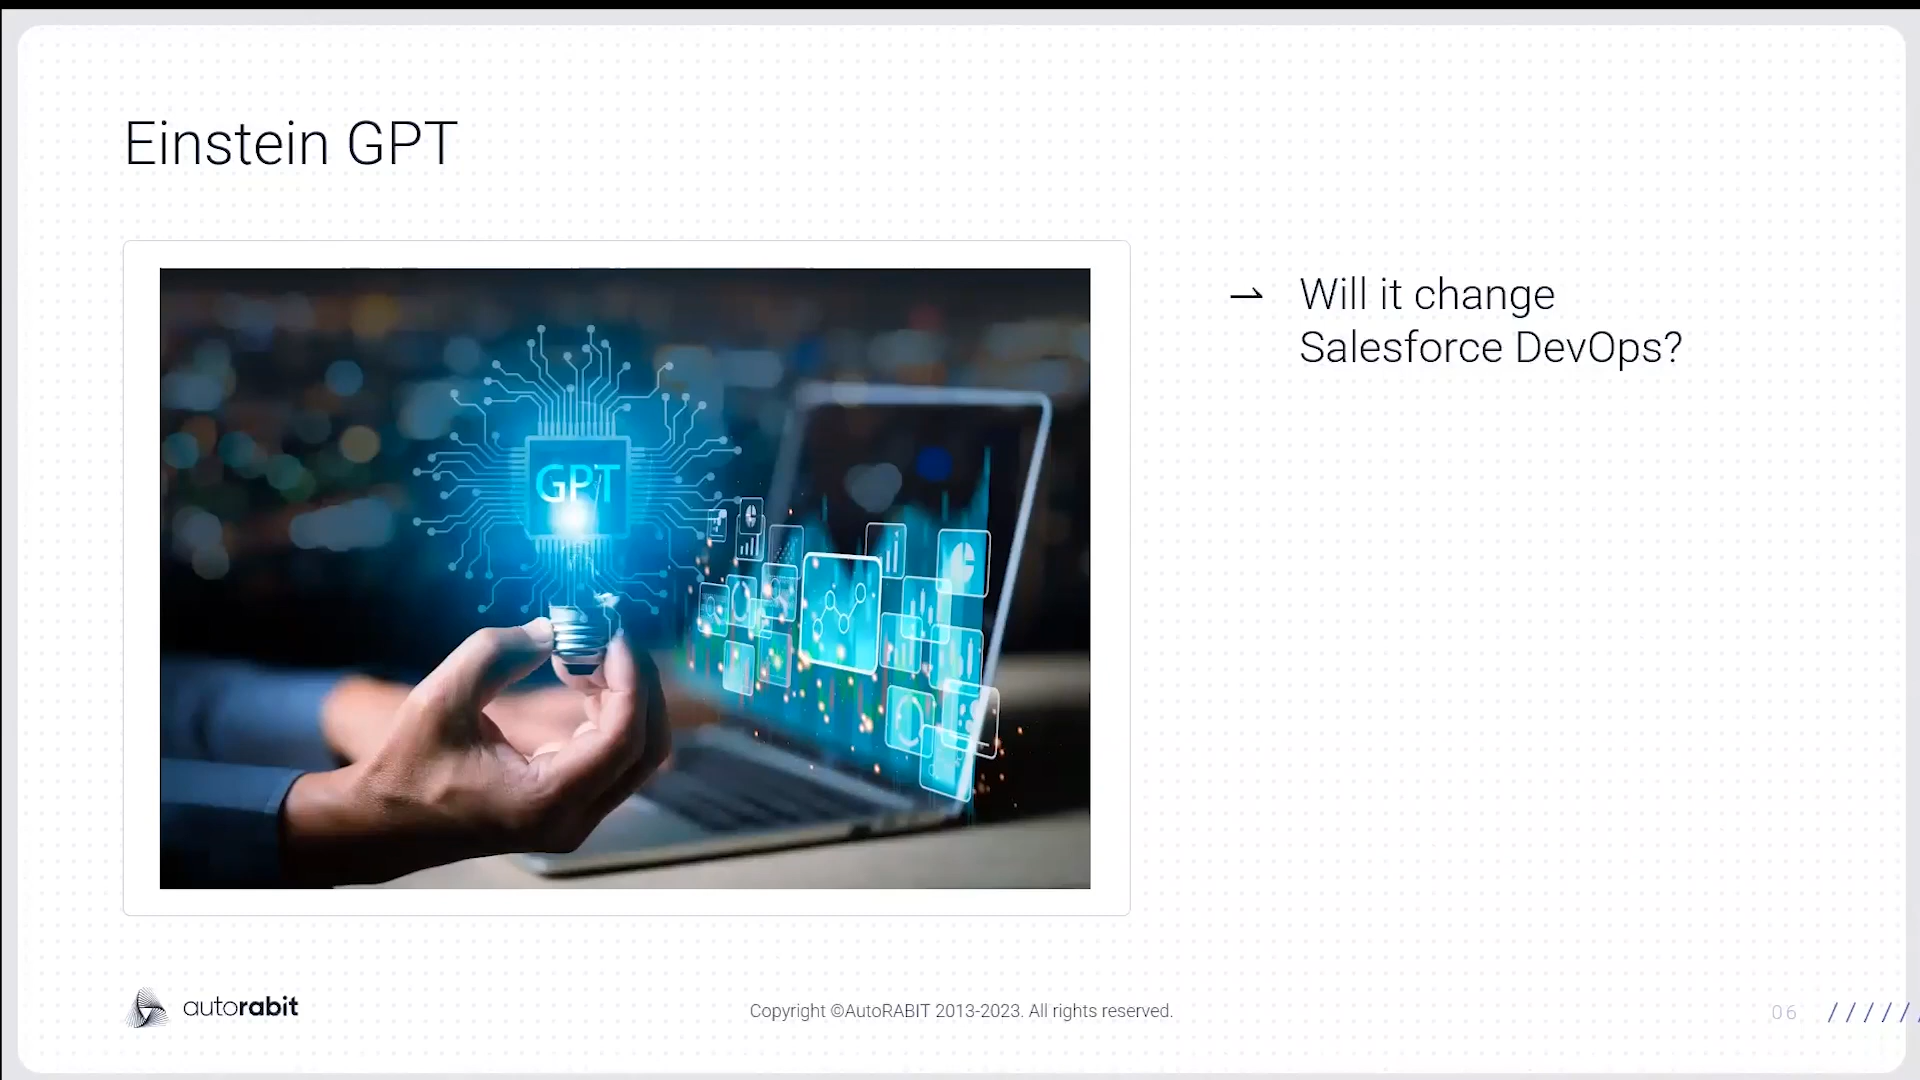 Einstein GPT
GPT
Will it change
Salesforce DevOps?
autorabit
Copyright ©AutoRABIT 2013-2023. All rights reserved.
06